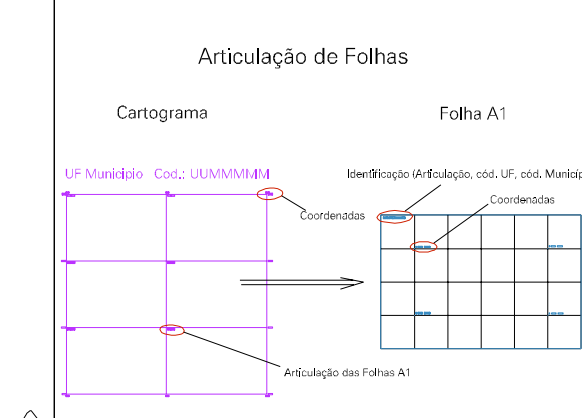 Articulação de Folhas
Cartograma
Folha A1
UF Municipio Cod.: UUMMMMM
Identificação (Articulação, cód. UF, cód.
Coordenadas
Coordenadas
Articulação das Folhas A1